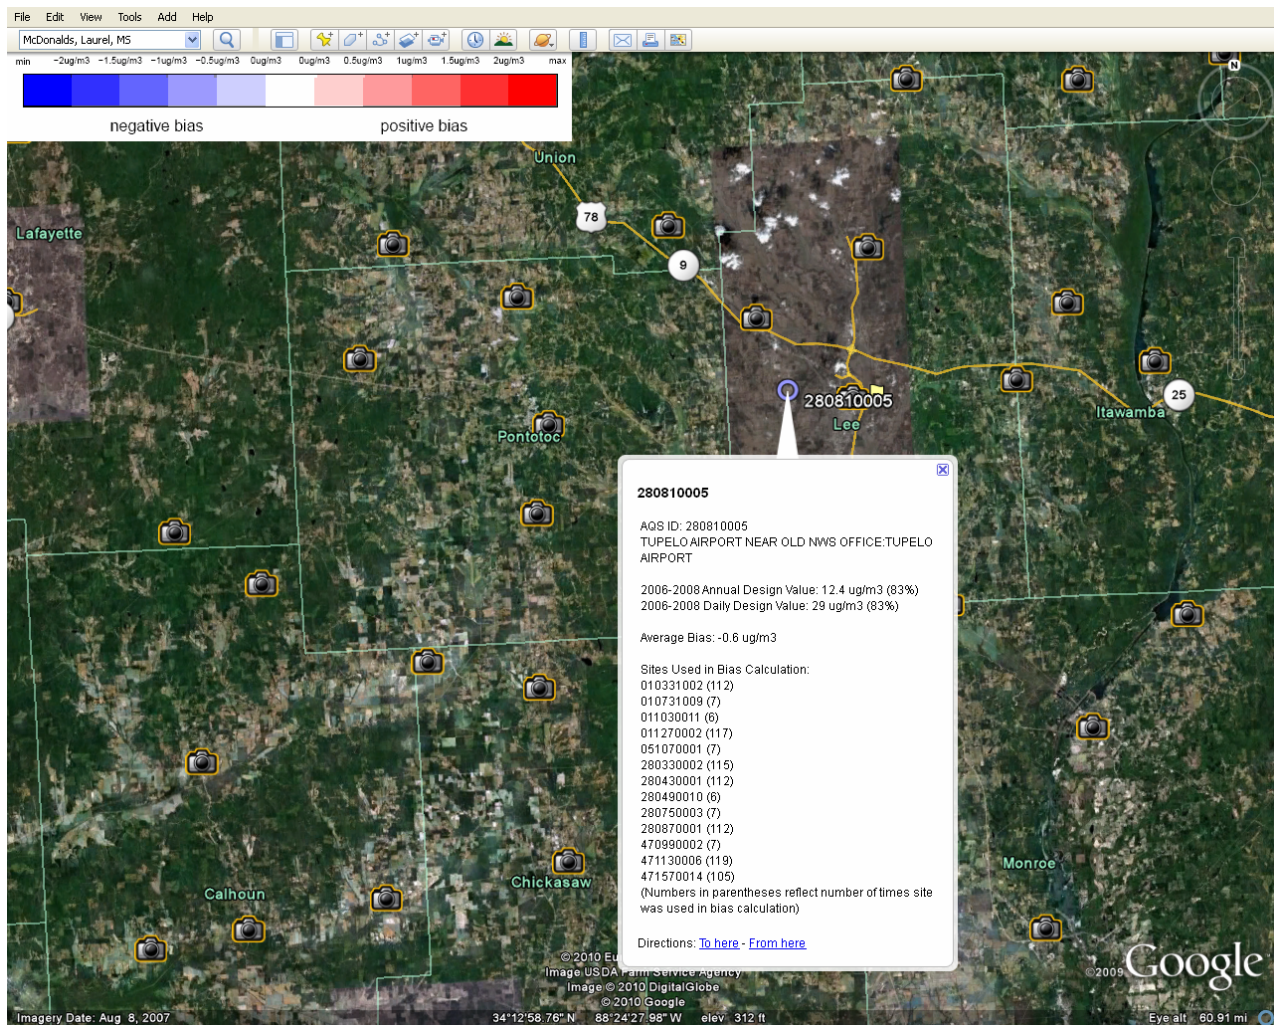 File Edit View Tools Add Help
McDonalds, Laurel, MS
min -2ug/m3 -1.5ug/m3 -1ug/m3 -0.5ug/m3 0ug/m3 0ug/m3 0.5ug/m3 1ug/m3 1.5ug/m3 2ug/m3 max
negative bias positive bias
N
Union
78
Lafayette
9
25
280810005
Itawamba
Lee
Pontotoc
280810005
AQS ID: 280810005
TUPELO AIRPORT NEAR OLD NWS OFFICE:TUPELO
AIRPORT
2006-2008 Annual Design Value: 12.4 ug/m3 (83%)
2006-2008 Daily Design Value: 29 ug/m3 (83%)
Average Bias: -0.6 ug/m3
Sites Used in Bias Calculation:
010331002 (112)
010731009 (7)
011030011 (6)
011270002 (117)
051070001 (7)
280330002 (115)
280430001 (112)
280490010 (6)
280750003 (7)
280870001 (112)
470990002 (7)
471130006 (119)
471570014 (105)
(Numbers in parentheses reflect number of times site
was used in bias calculation)
Directions: To here - From here
Monroe
Chickasaw
Calhoun
© 2010 Eu
Image USDA Farm Service Agency
Image © 2010 DigitalGlobe
© 2010 Google
©2009 Google
Imagery Date: Aug 8, 2007 34°12'58.76" N 88°24'27.98" W elev 312 ft Eye alt 60.91 mi